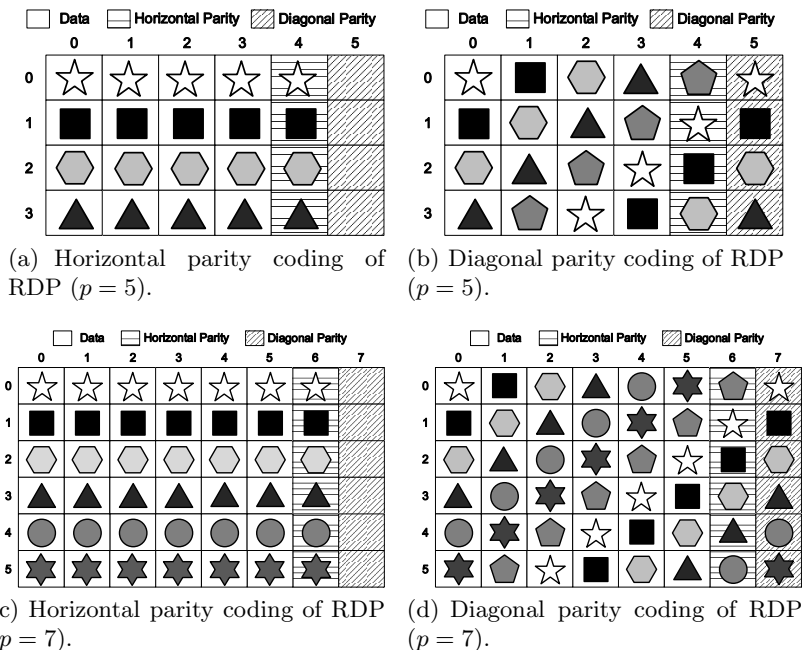 Data Horizontal Parity Diagonal Parity
0 1 2 3 4 5
0
1
2
3
(a) Horizontal parity coding of
RDP (p = 5).
Data Horizontal Parity Diagonal Parity
0 1 2 3 4 5
0
1
2
3
(b) Diagonal parity coding of RDP
(p = 5).
Data Horizontal Parity Diagonal Parity
0 1 2 3 4 5 6 7
0
1
2
3
4
5
c) Horizontal parity coding of RDP
p = 7).
Data Horizontal Parity Diagonal Parity
0 1 2 3 4 5 6 7
0
1
2
3
4
5
(d) Diagonal parity coding of RDP
(p = 7).